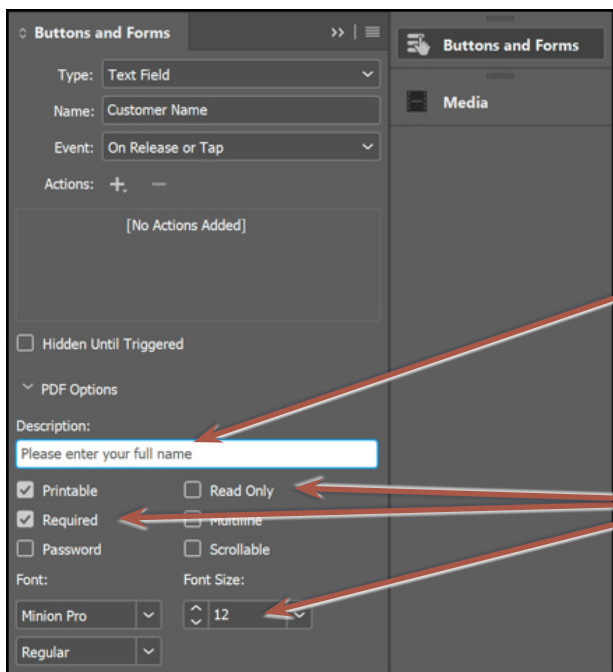 Buttons and Forms
Type: Text Field
Name: Customer Name
Event: On Release or Tap
Actions:
[No Actions Added]
Hidden Until Triggered
PDF Options
Description:
Please enter your full name
Printable Read Only
Required Multiline
Password Scrollable
Font: Font Size:
Minion Pro 12
Regular
Buttons and Forms
Media